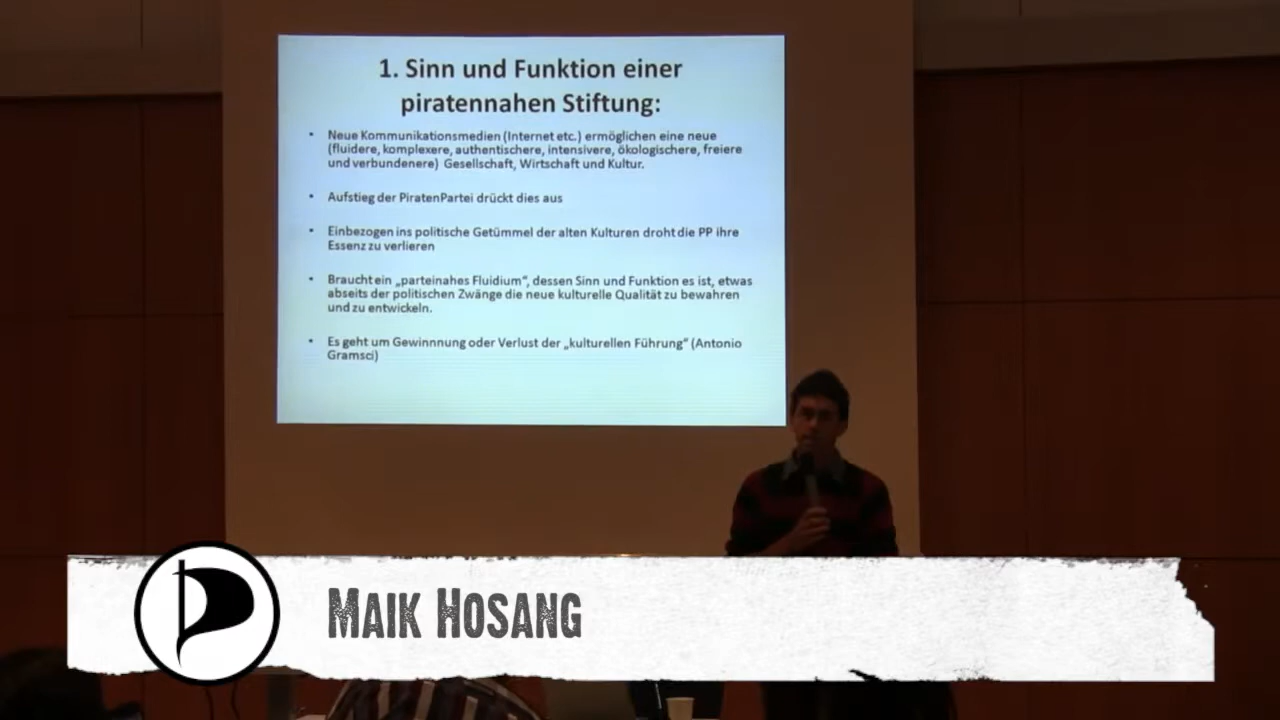 1. Sinn und Funktion einer
piratennahen Stiftung:
• Neue Kommunikationsmedien (Internet etc.) ermöglichen eine neue
(fluidere, komplexere, authentischere, intensivere, ökologischere, freiere
und verbundenere) Gesellschaft, Wirtschaft und Kultur.
• Aufstieg der PiratenPartei drückt dies aus
• Einbezogen ins politische Getümmel der alten Kulturen droht die PP ihre
Essenz zu verlieren
• Braucht ein „parteinahes Fluidium“, dessen Sinn und Funktion es ist, etwas
abseits der politischen Zwänge die neue kulturelle Qualität zu bewahren
und zu entwickeln.
• Es geht um Gewinnnung oder Verlust der „kulturellen Führung“ (Antonio
Gramsci)
MAIK HOSANG